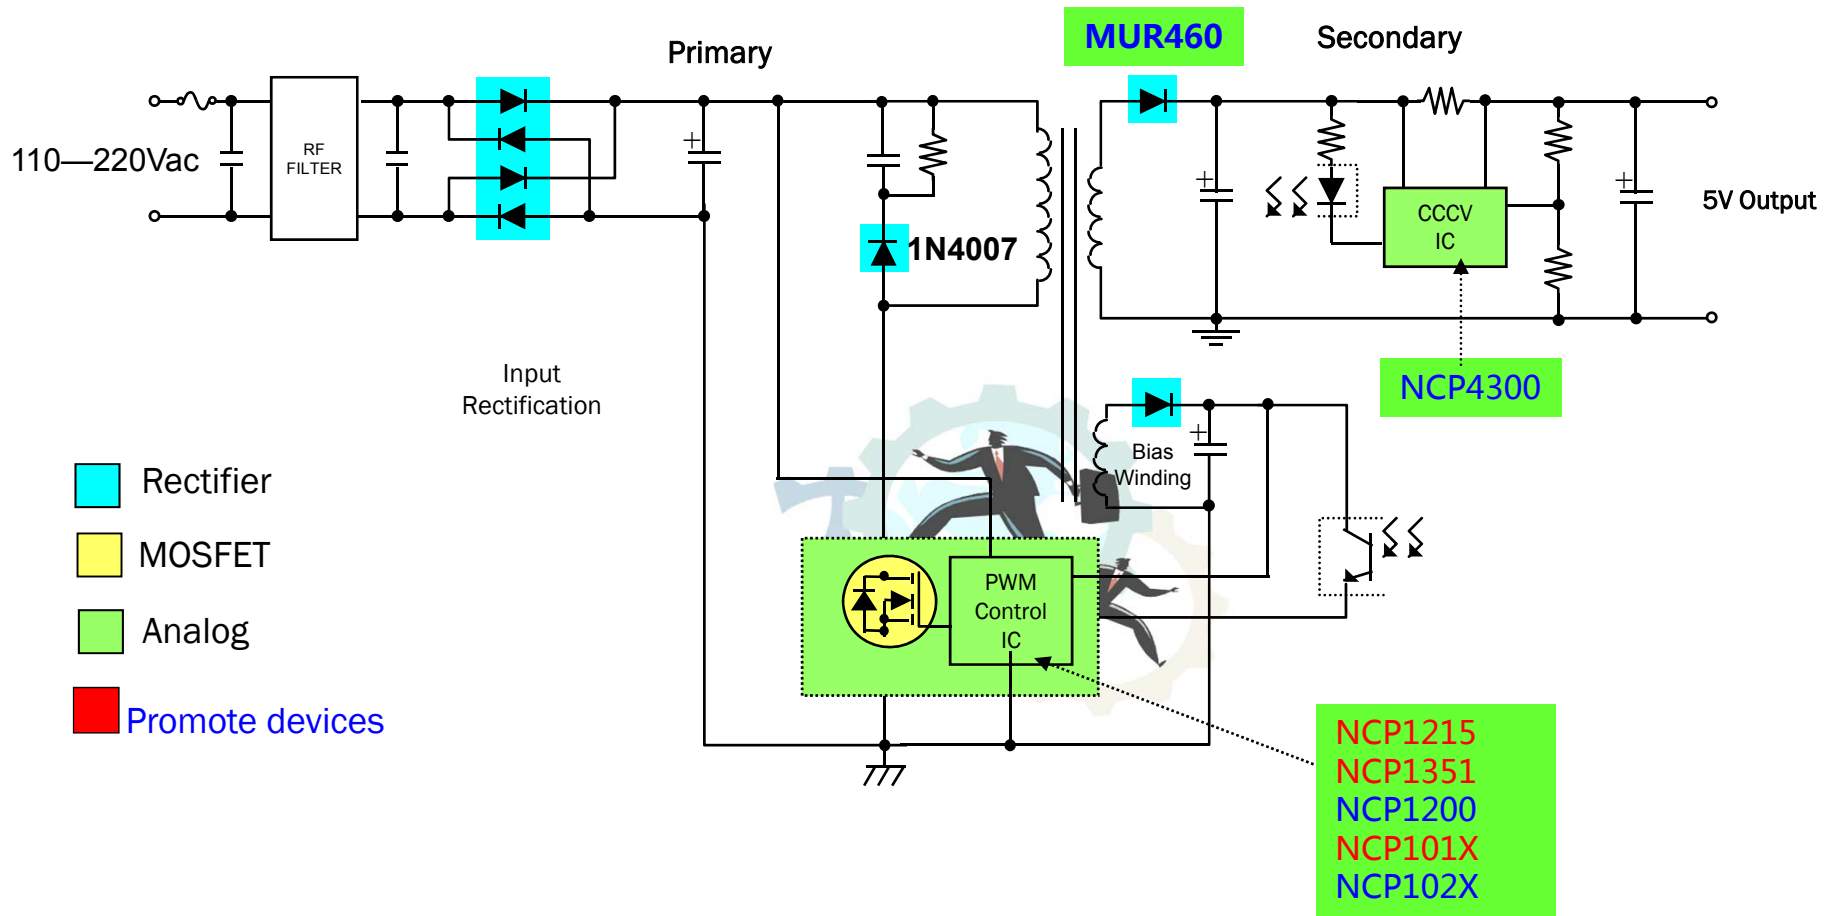 MUR460
Primary
Secondary
110—220Vac
RF
FILTER
+
+
+
5V Output
CCCV
IC
1N4007
NCP4300
Input
Rectification
+
Bias
Winding
Rectifier
MOSFET
Analog
Promote devices
PWM
Control
IC
NCP1215
NCP1351
NCP1200
NCP101X
NCP102X